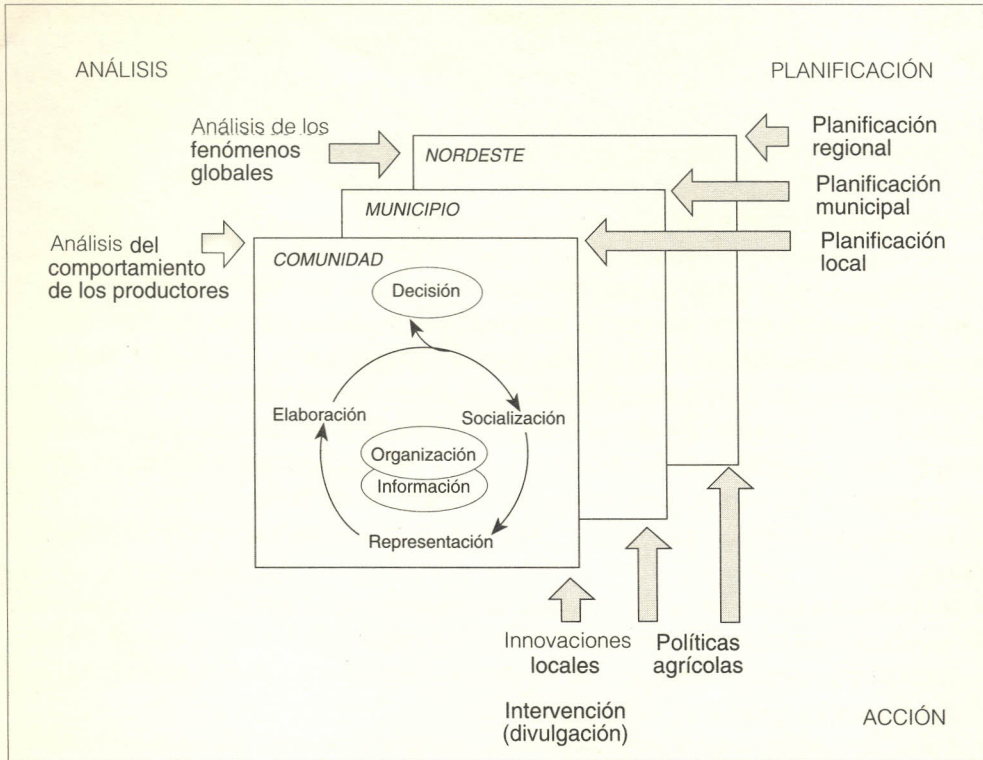 ANÁLISIS
PLANIFICACIÓN
Análisis de los
fenómenos
globales
NORDESTE
Planificación
regional
MUNICIPIO
Planificación
municipal
Análisis del
comportamiento
de los productores
COMUNIDAD
Planificación
local
Decisión
Elaboración
Socialización
Organización
Información
Representación
Innovaciones
locales
Políticas
agrícolas
Intervención
(divulgación)
ACCIÓN